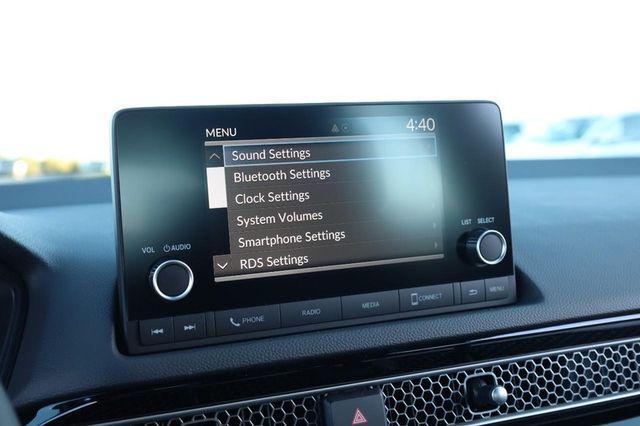 MENU 4:40
Sound Settings
Bluetooth Settings
Clock Settings
System Volumes
Smartphone Settings
RDS Settings
VOL AUDIO
LIST SELECT
PHONE RADIO MEDIA CONNECT MENU